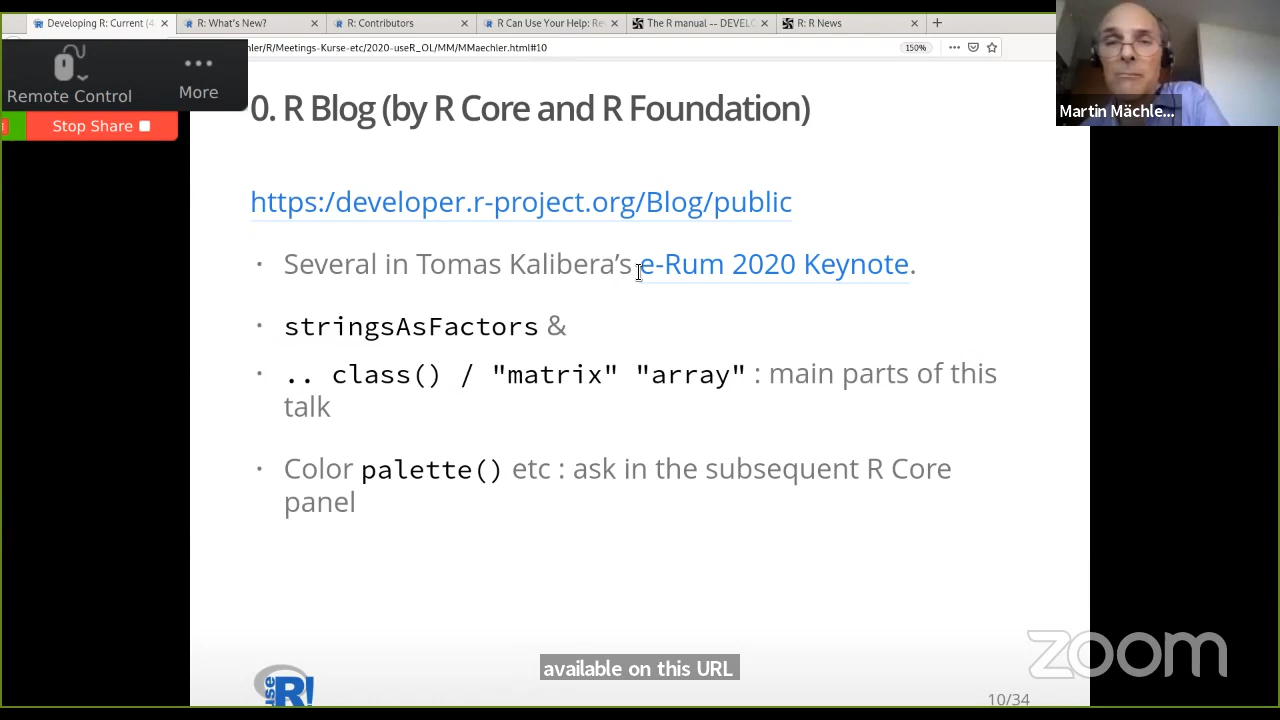 Developing R: Current (4
R: What's New?
R: Contributors
R Can Use Your Help: Re
The R manual -- DEVELO
R: R News
hler/R/Meetings-Kurse-etc/2020-useR_OL/MM/MMaechler.html#10
150%
Remote Control
More
Stop Share
Martin Mächle...
0. R Blog (by R Core and R Foundation)
https:/developer.r-project.org/Blog/public
· Several in Tomas Kalibera's e-Rum 2020 Keynote.
· stringsAsFactors &
· .. class() / "matrix" "array" : main parts of this
talk
· Color palette() etc : ask in the subsequent R Core
panel
available on this URL
zoom
use R!
10/34